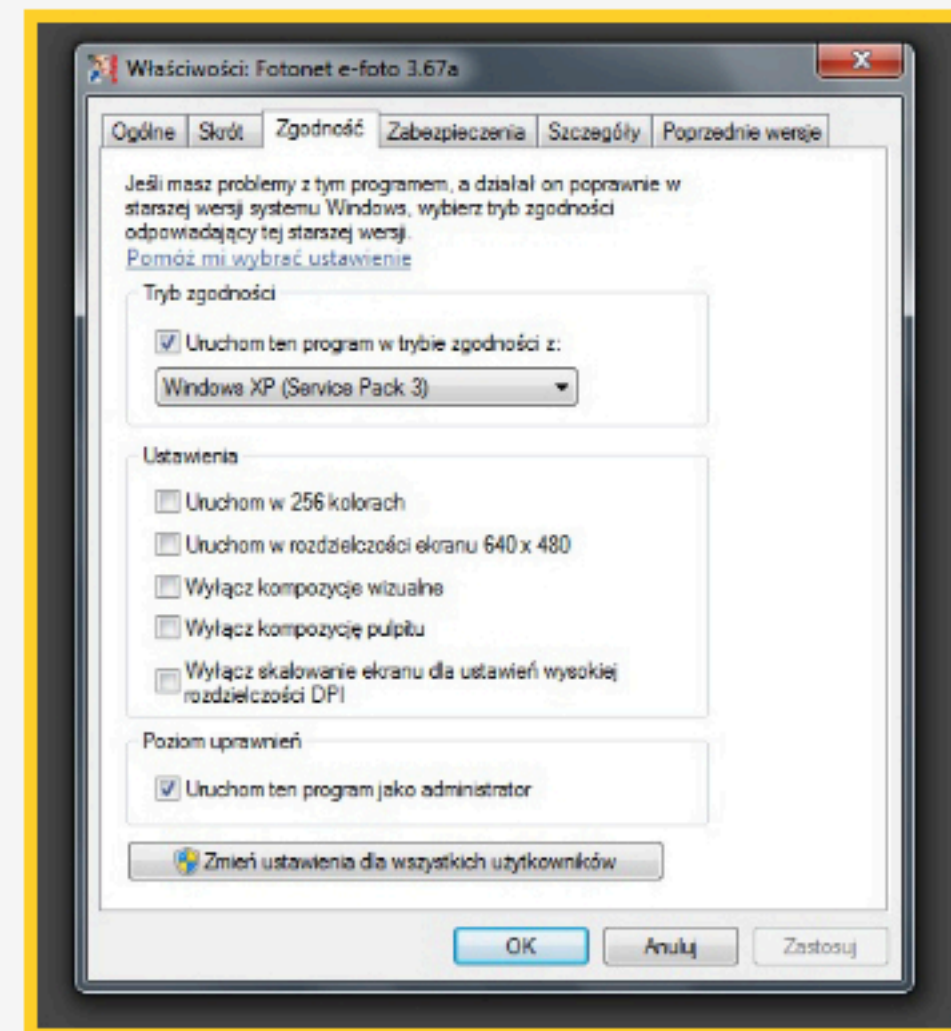 Właściwości: Fotonet e-foto 3.67a
Ogólne Skrót Zgodność Zabezpieczenia Szczegóły Poprzednie wersje
Jeśli masz problemy z tym programem, a działał on poprawnie w
starszej wersji systemu Windows, wybierz tryb zgodności
odpowiadający tej starszej wersji.
Pomóż mi wybrać ustawienie
Tryb zgodności
Uruchom ten program w trybie zgodności z:
Windows XP (Service Pack 3)
Ustawienia
Uruchom w 256 kolorach
Uruchom w rozdzielczości ekranu 640 x 480
Wyłącz kompozycje wizualne
Wyłącz kompozycję pulpitu
Wyłącz skalowanie ekranu dla ustawień wysokiej
rozdzielczości DPI
Poziom uprawnień
Uruchom ten program jako administrator
Zmień ustawienia dla wszystkich użytkowników
OK Anuluj Zastosuj